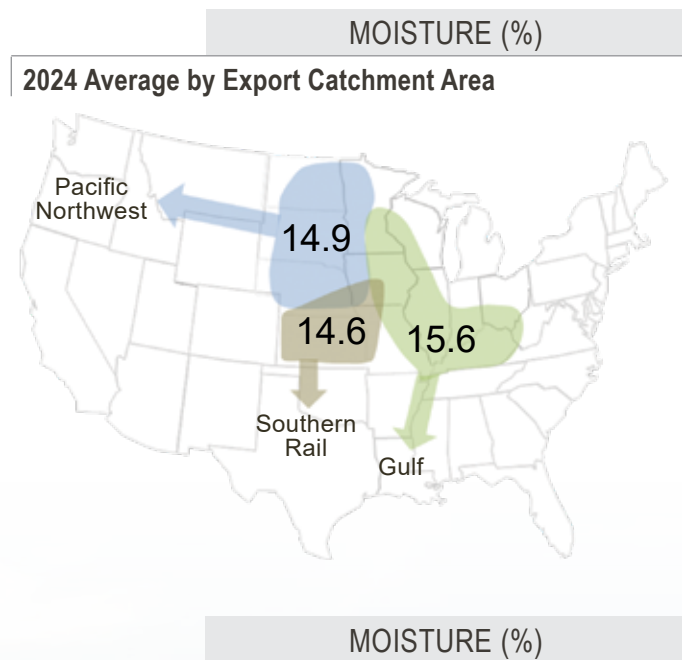 MOISTURE (%)
2024 Average by Export Catchment Area
Pacific
Northwest
14.9
14.6
15.6
Southern
Rail
Gulf
MOISTURE (%)